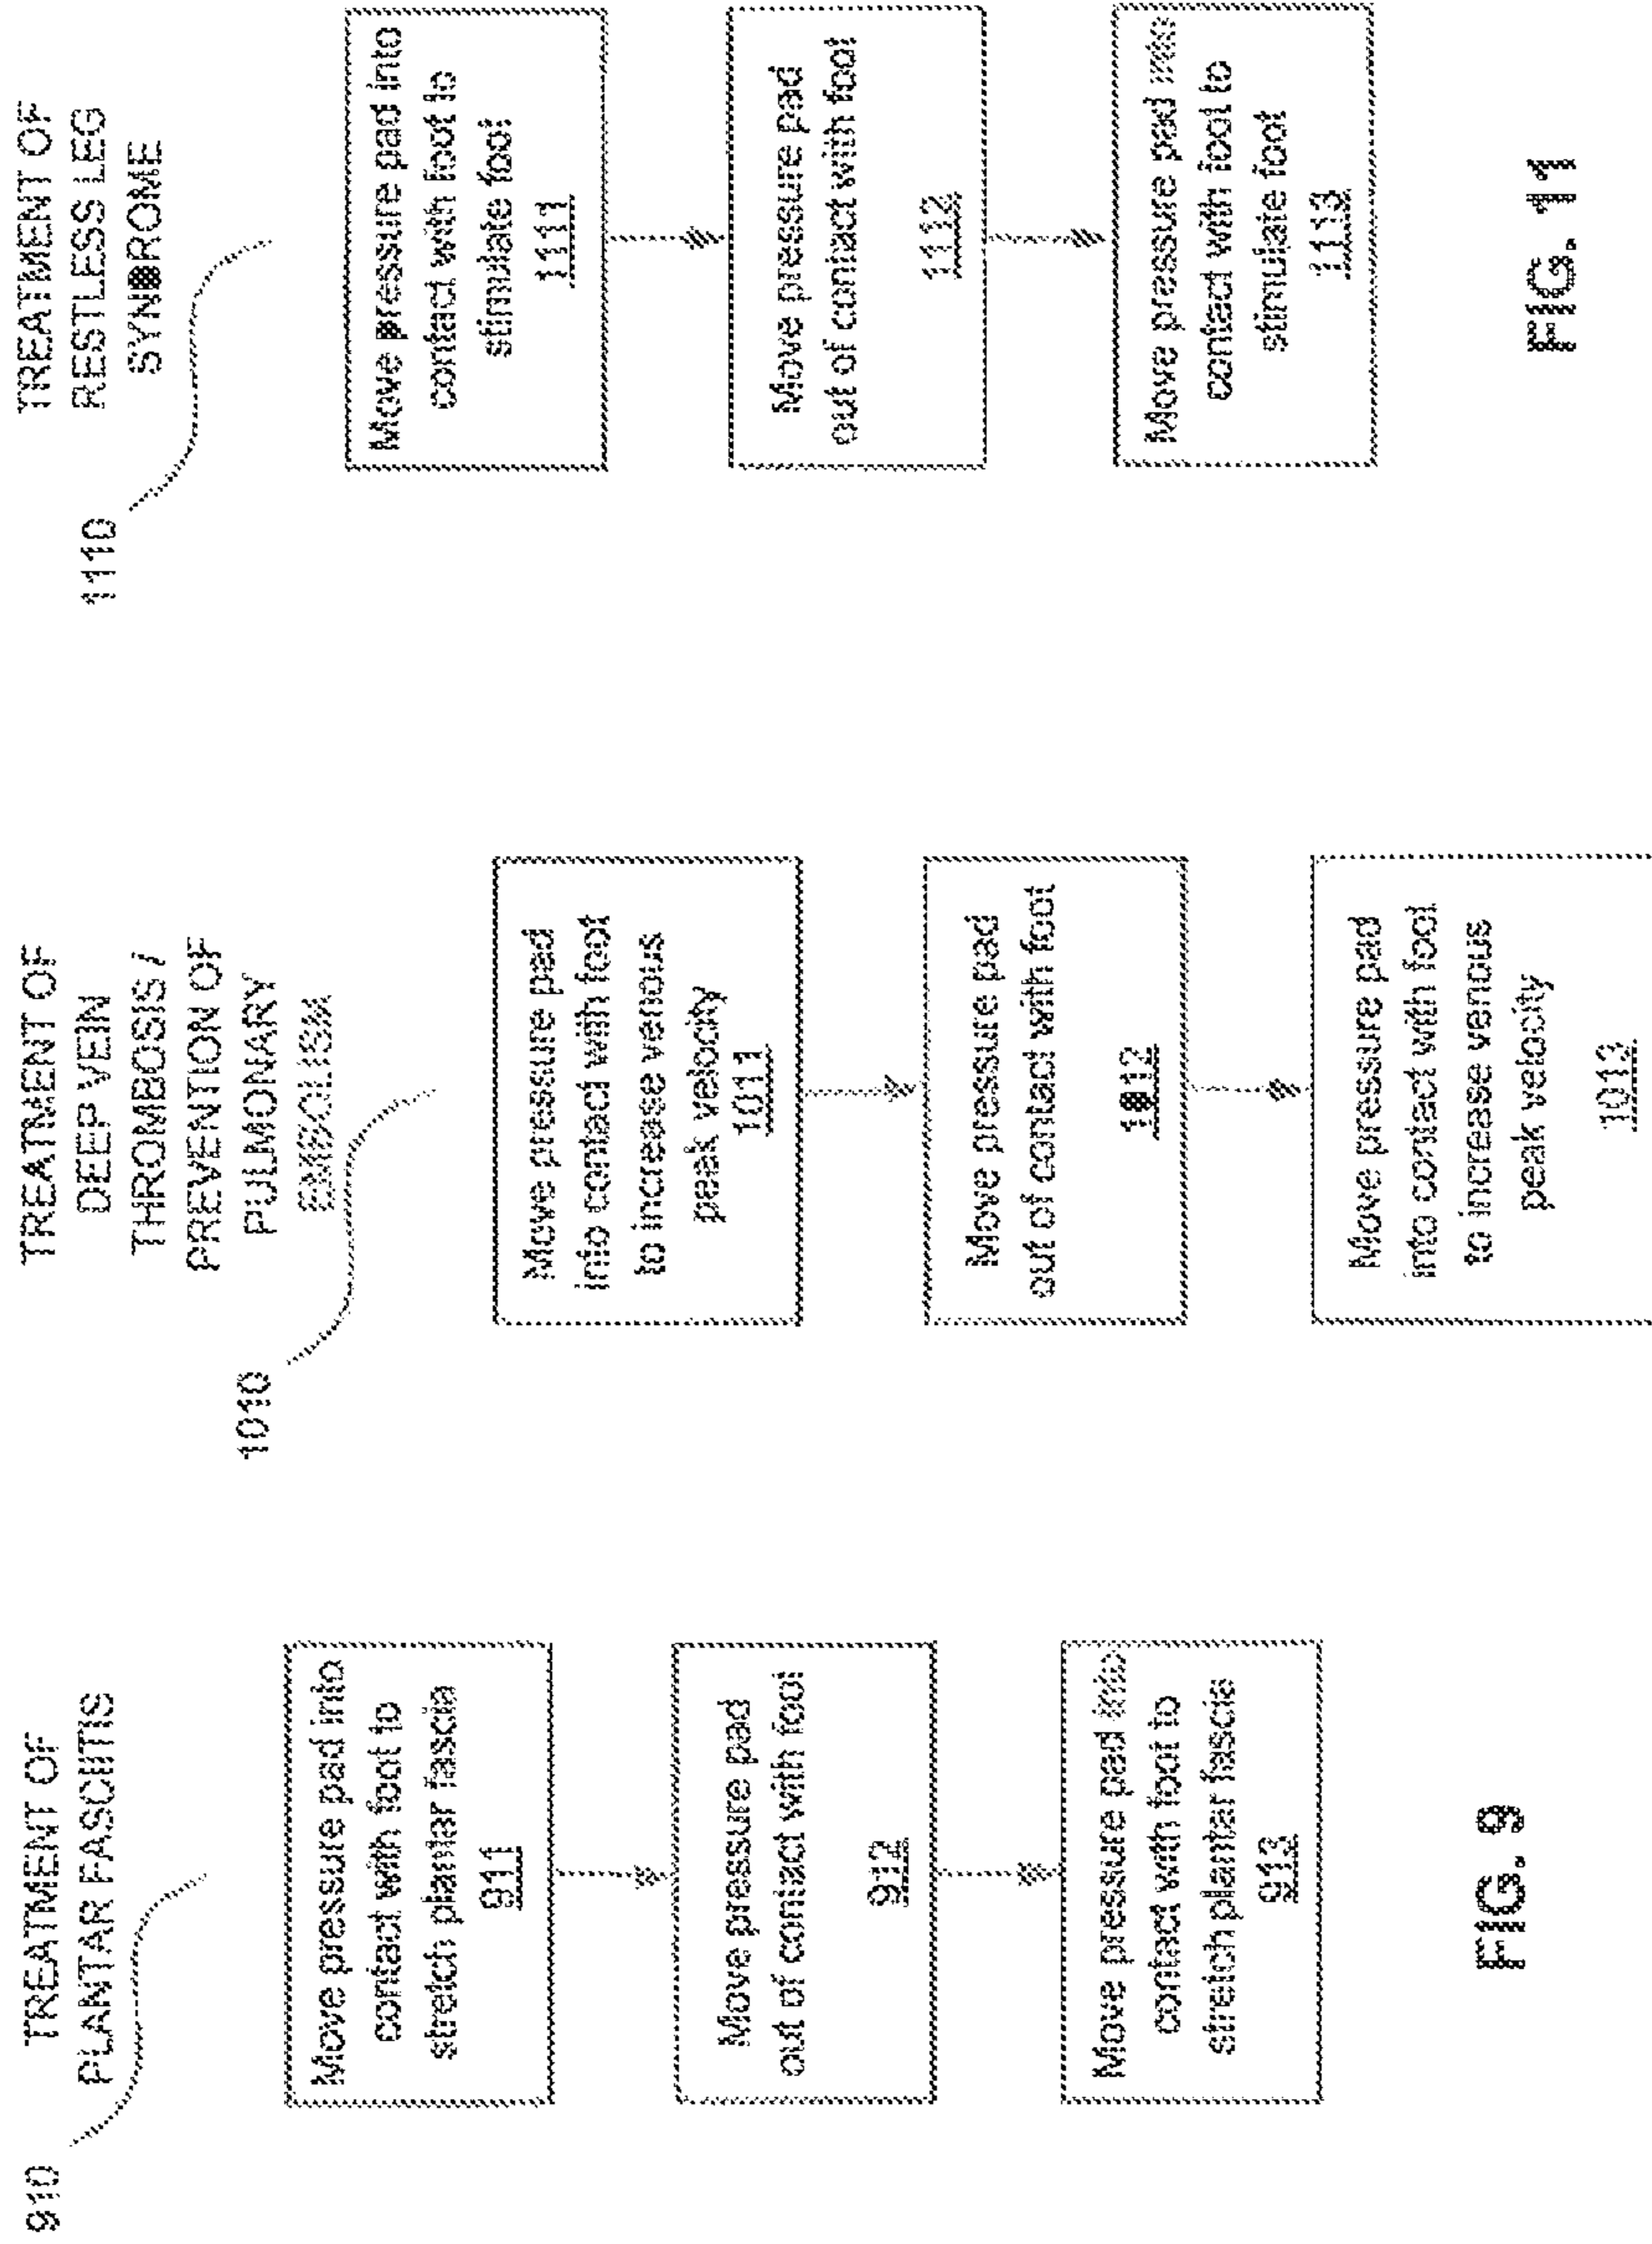 910
TREATMENT OF
PLANTAR FASCIITIS
Move pressure pad into
contact with foot to
stretch plantar fascia
911
Move pressure pad
out of contact with foot
912
Move pressure pad into
contact with foot to
stretch plantar fascia
913
FIG. 9
1010
TREATMENT OF
DEEP VEIN
THROMBOSIS /
PREVENTION OF
PULMONARY
EMBOLISM
Move pressure pad
into contact with foot
to increase venous
peak velocity
1011
Move pressure pad
out of contact with foot
1012
Move pressure pad
into contact with foot
to increase venous
peak velocity
1013
1110
TREATMENT OF
RESTLESS LEG
SYNDROME
Move pressure pad into
contact with foot to
stimulate foot
1111
Move pressure pad
out of contact with foot
1112
Move pressure pad into
contact with foot to
stimulate foot
1113
FIG. 11